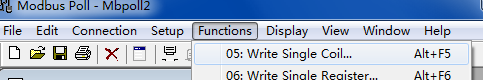 Modbus Poll - Mbpoll2
File Edit Connection Setup Functions Display View Window Help
05: Write Single Coil... Alt+F5
06: Write Single Register... Alt+F6